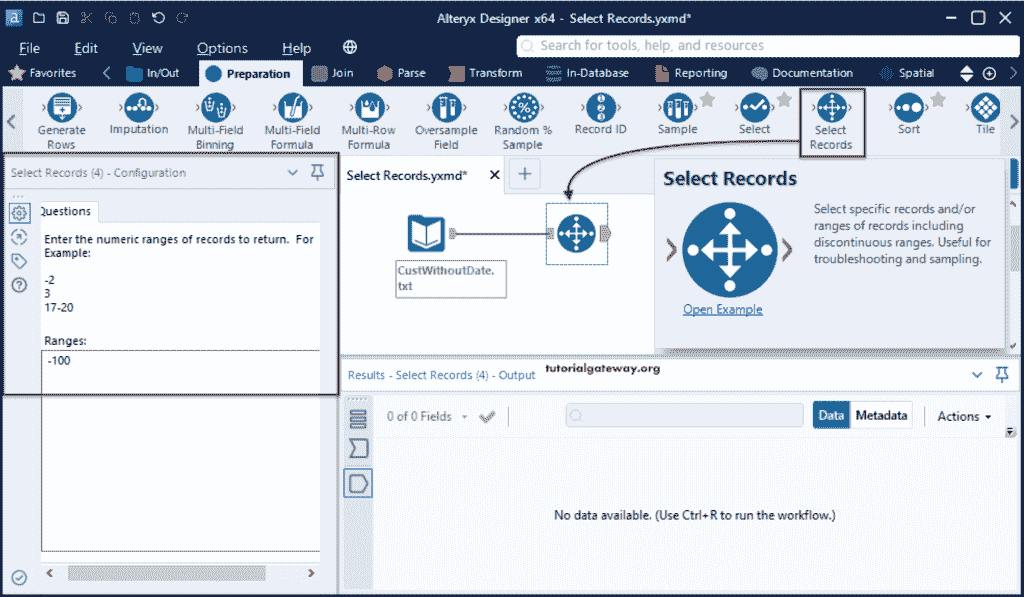 a
Alteryx Designer x64 - Select Records.yxmd*
File Edit View Options Help
Search for tools, help, and resources
Favorites In/Out Preparation Join Parse Transform In-Database Reporting Documentation Spatial
Generate Rows
Imputation
Multi-Field Binning
Multi-Field Formula
Multi-Row Formula
Oversample Field
Random % Sample
Record ID
Sample
Select
Select Records
Sort
Tile
Select Records (4) - Configuration
Questions
Enter the numeric ranges of records to return. For
Example:
-2
3
17-20
Ranges:
-100
Select Records.yxmd*
CustWithoutDate.
txt
Select Records
Select specific records and/or
ranges of records including
discontinuous ranges. Useful for
troubleshooting and sampling.
Open Example
Results - Select Records (4) - Output
tutorialgateway.org
0 of 0 Fields
Data Metadata Actions
No data available. (Use Ctrl+R to run the workflow.)